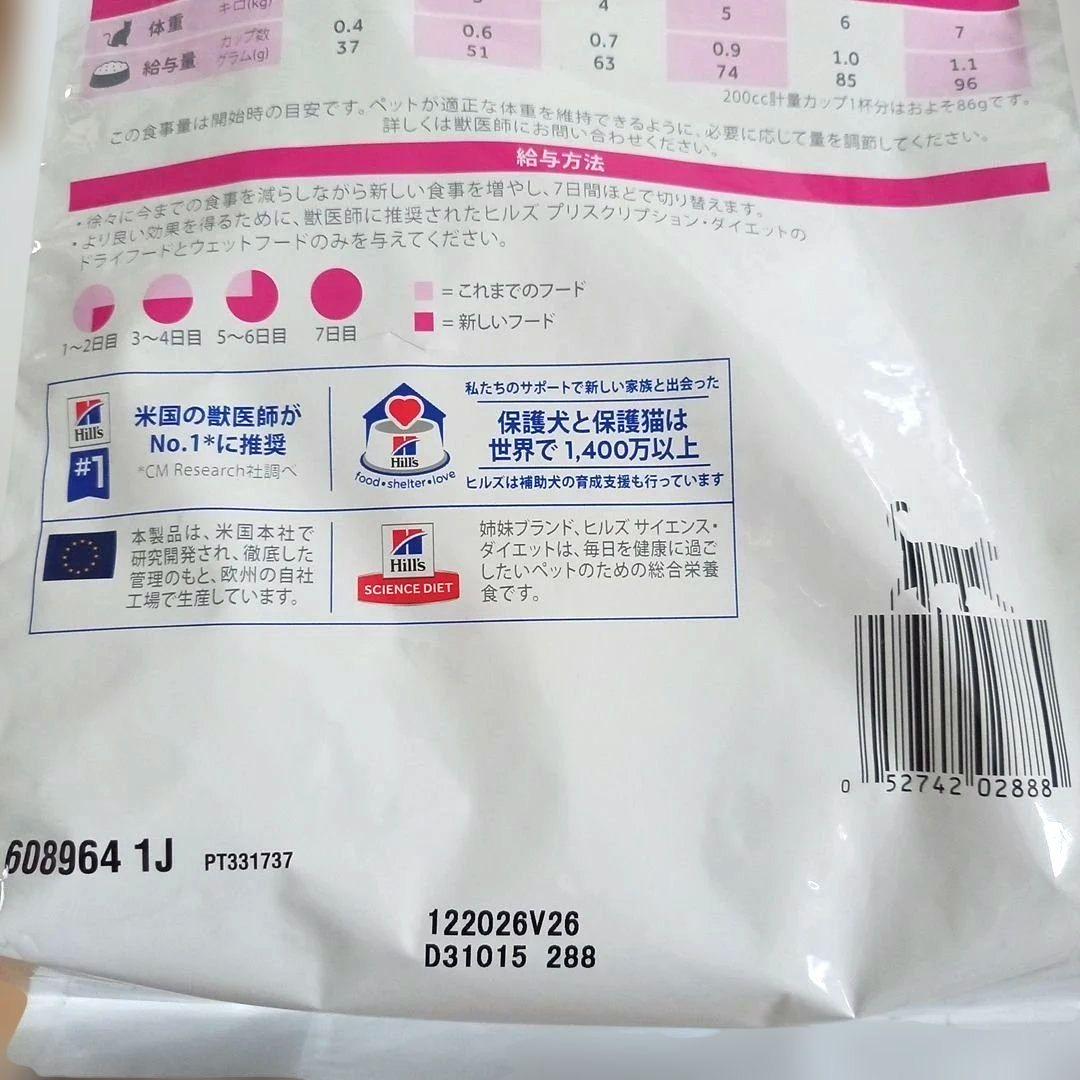 キロ(kg) 4 5 6 7
体重
カップ数 0.4 0.6 0.7 0.9 1.0 1.1
給与量 グラム(g) 37 51 63 74 85 96
200cc計量カップ1杯分はおよそ86gです。
この食事量は開始時の目安です。ペットが適正な体重を維持できるように、必要に応じて量を調節してください。
詳しくは獣医師にお問い合わせください。
給与方法
・徐々に今までの食事を減らしながら新しい食事を増やし、7日間ほどで切り替えます。
・より良い効果を得るために、獣医師に推奨されたヒルズ プリスクリプション・ダイエットの
ドライフードとウェットフードのみを与えてください。
1〜2日目 3〜4日目 5〜6日目 7日目
= これまでのフード
= 新しいフード
Hill's
#1
米国の獣医師が
No.1*に推奨
*CM Research社調べ
Hill's
food•shelter•love
私たちのサポートで新しい家族と出会った
保護犬と保護猫は
世界で1,400万以上
ヒルズは補助犬の育成支援も行っています
本製品は、米国本社で
研究開発され、徹底した
管理のもと、欧州の自社
工場で生産しています。
Hill's
SCIENCE DIET
姉妹ブランド、ヒルズ サイエンス・
ダイエットは、毎日を健康に過ご
したいペットのための総合栄養
食です。
0 52742 02888
608964 1J PT331737
122026V26
D31015 288